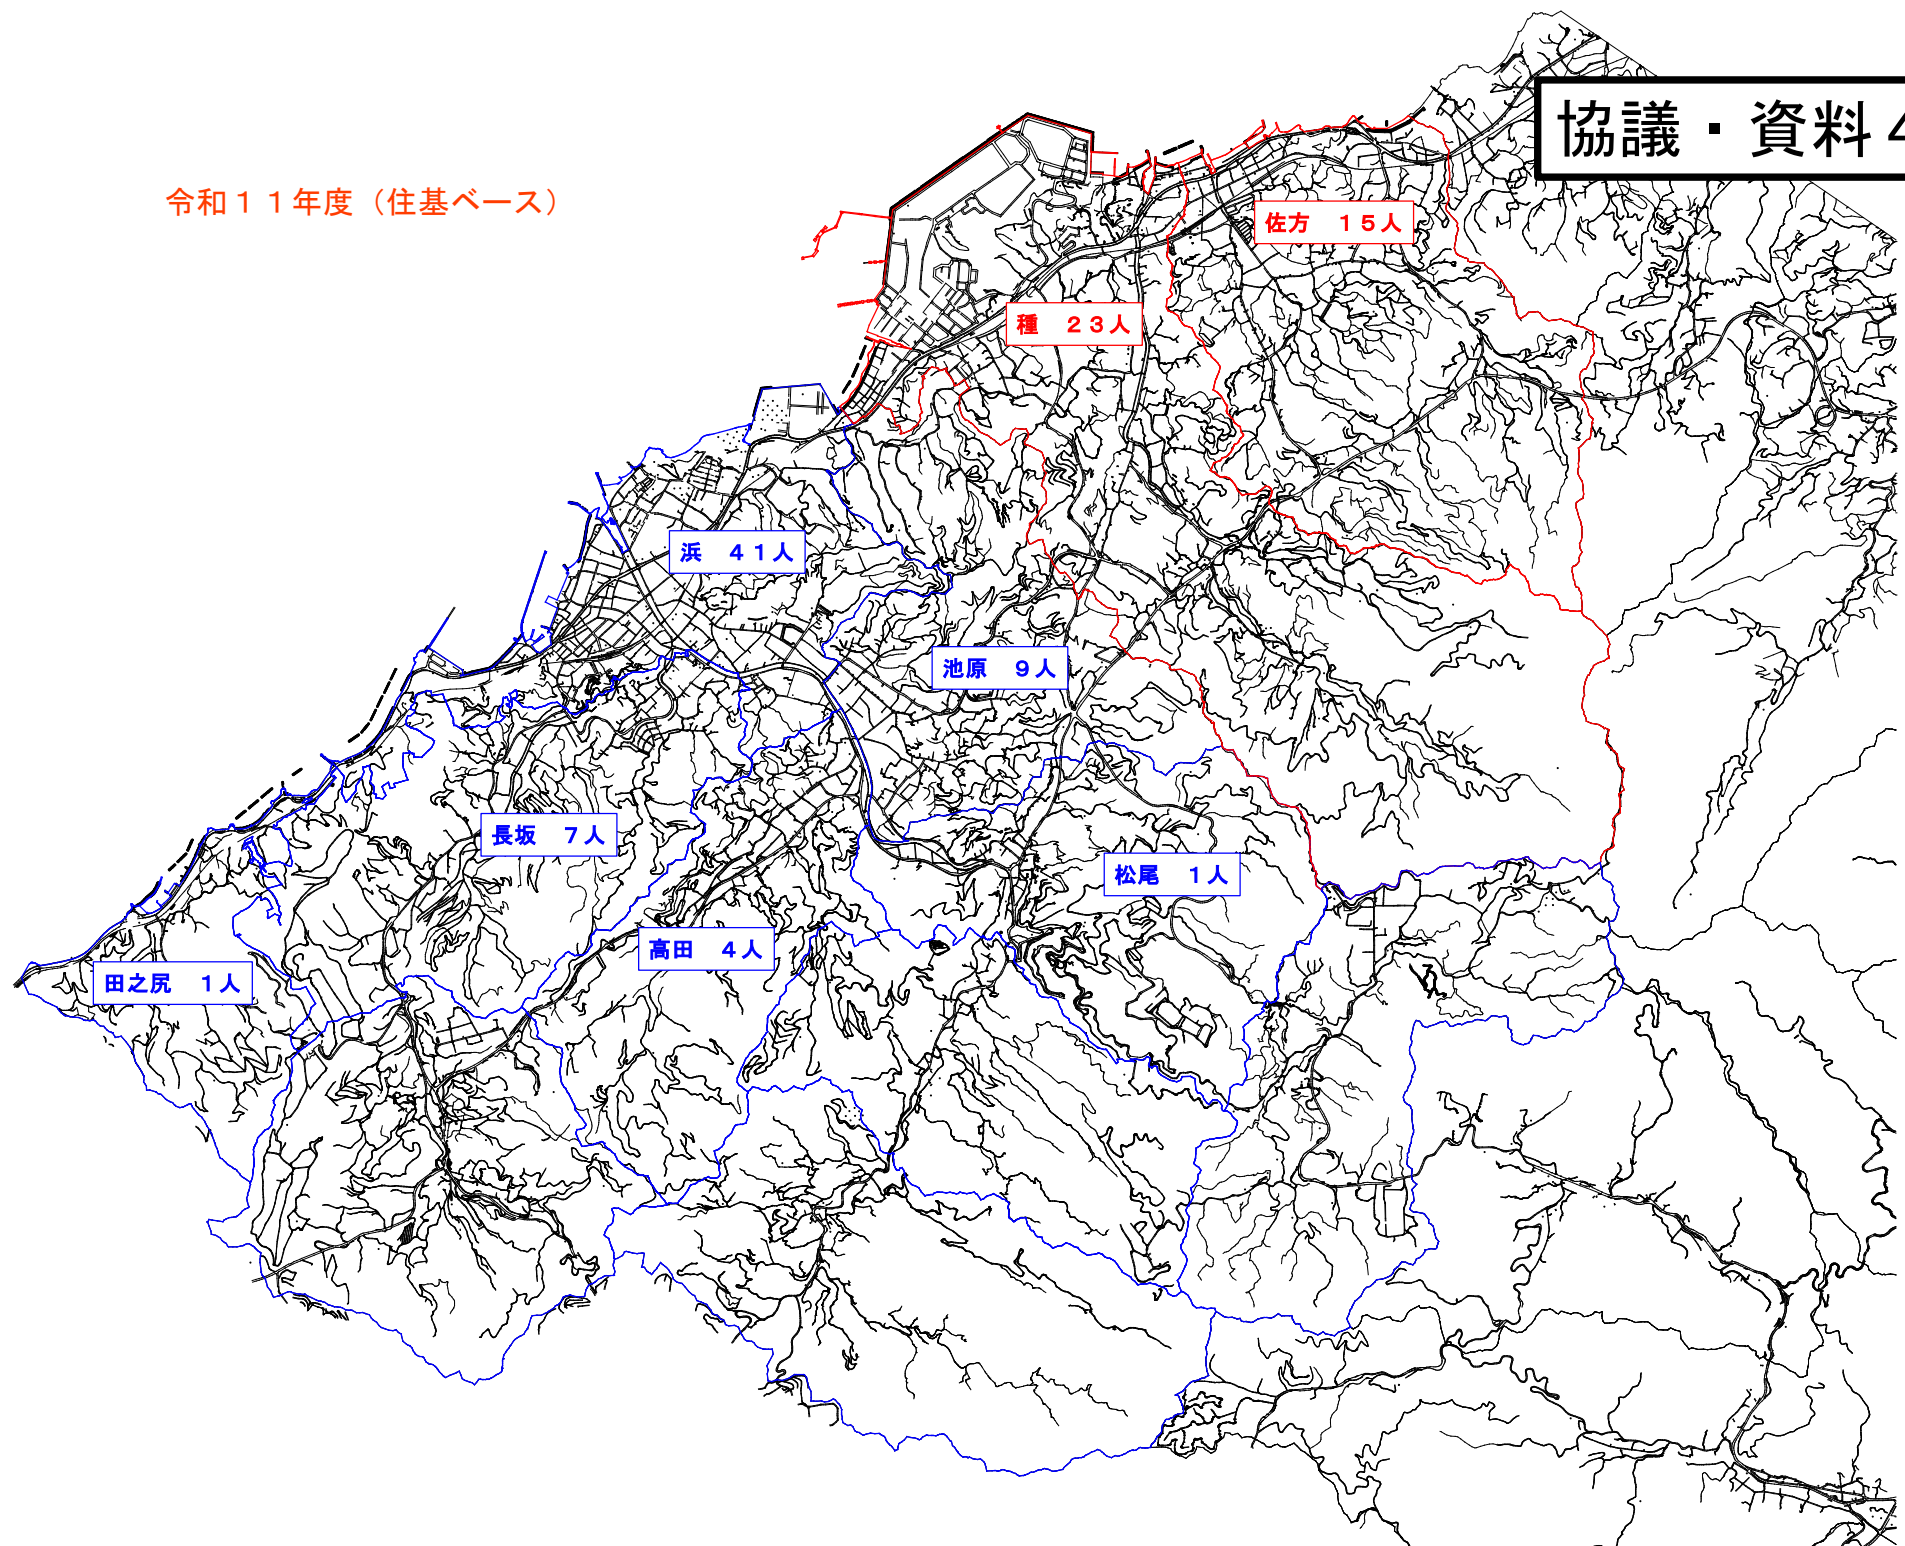 協議・資料４
令和１１年度（住基ベース）
佐方　１５人
種　２３人
浜　４１人
池原　９人
長坂　７人
松尾　１人
高田　４人
田之尻　１人